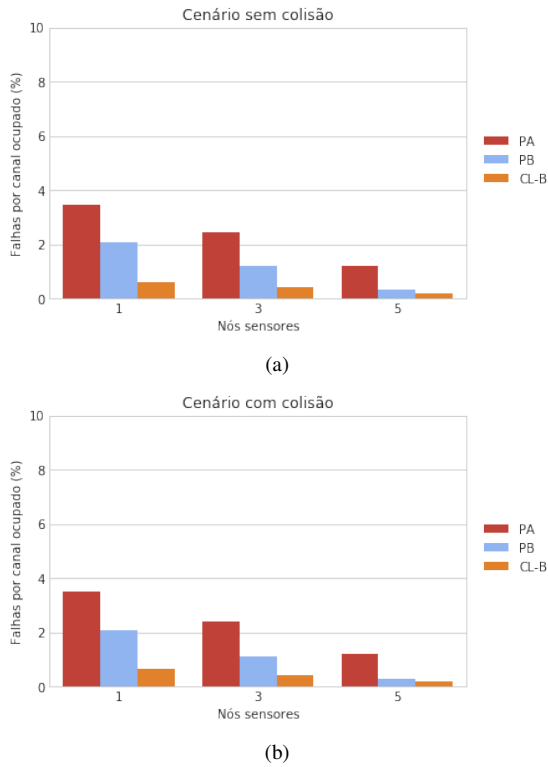 Cenário sem colisão
Falhas por canal ocupado (%)
10
8
6
4
2
0
1 3 5
Nós sensores
PA
PB
CL-B
(a)
Cenário com colisão
Falhas por canal ocupado (%)
10
8
6
4
2
0
1 3 5
Nós sensores
PA
PB
CL-B
(b)